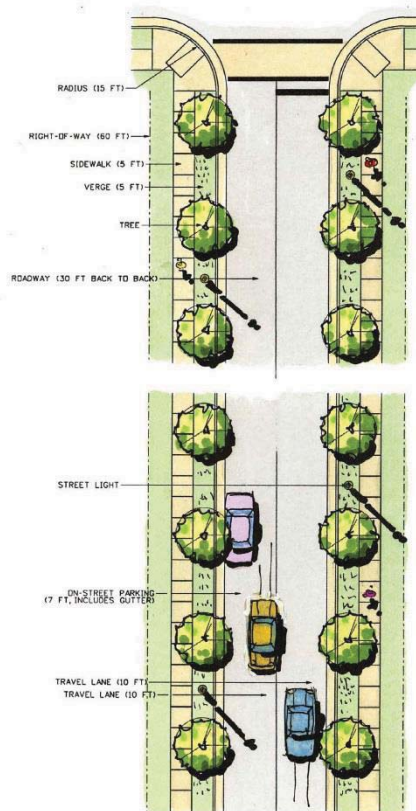 RADIUS (15 FT)
RIGHT-OF-WAY (60 FT)
SIDEWALK (5 FT)
VERGE (5 FT)
TREE
ROADWAY (30 FT BACK TO BACK)
STREET LIGHT
ON-STREET PARKING
(7 FT, INCLUDES GUTTER)
TRAVEL LANE (10 FT)
TRAVEL LANE (10 FT)